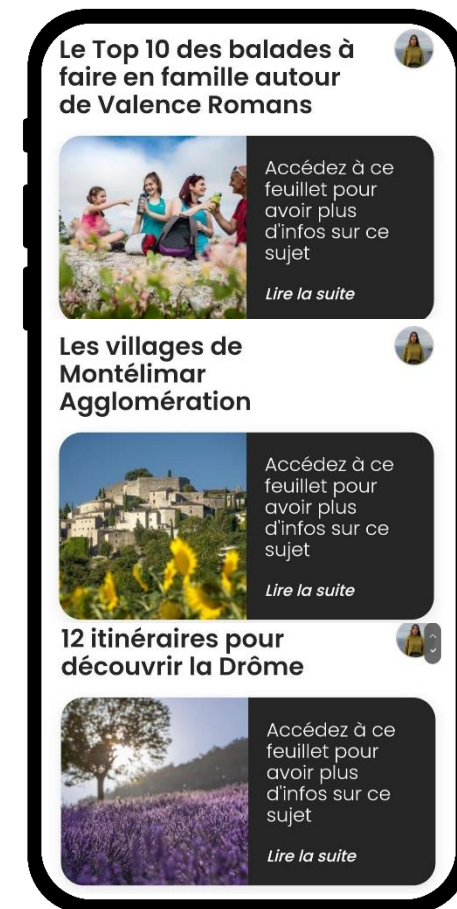 Le Top 10 des balades à
faire en famille autour
de Valence Romans
Accédez à ce
feuillet pour
avoir plus
d'infos sur ce
sujet
Lire la suite
Les villages de
Montélimar
Agglomération
Accédez à ce
feuillet pour
avoir plus
d'infos sur ce
sujet
Lire la suite
12 itinéraires pour
découvrir la Drôme
Accédez à ce
feuillet pour
avoir plus
d'infos sur ce
sujet
Lire la suite